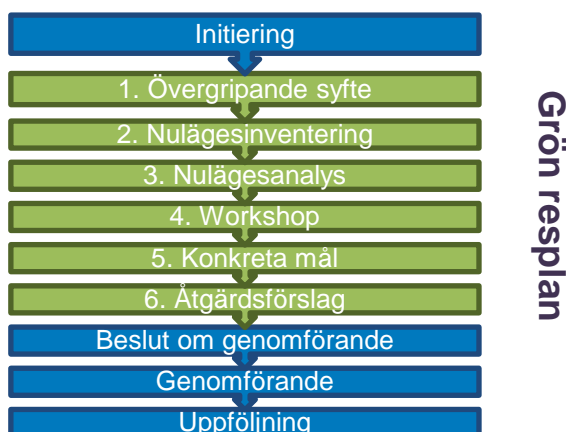 Initiering
1. Övergripande syfte
2. Nulägesinventering
3. Nulägesanalys
4. Workshop
5. Konkreta mål
6. Åtgärdsförslag
Beslut om genomförande
Genomförande
Uppföljning
Grön resplan